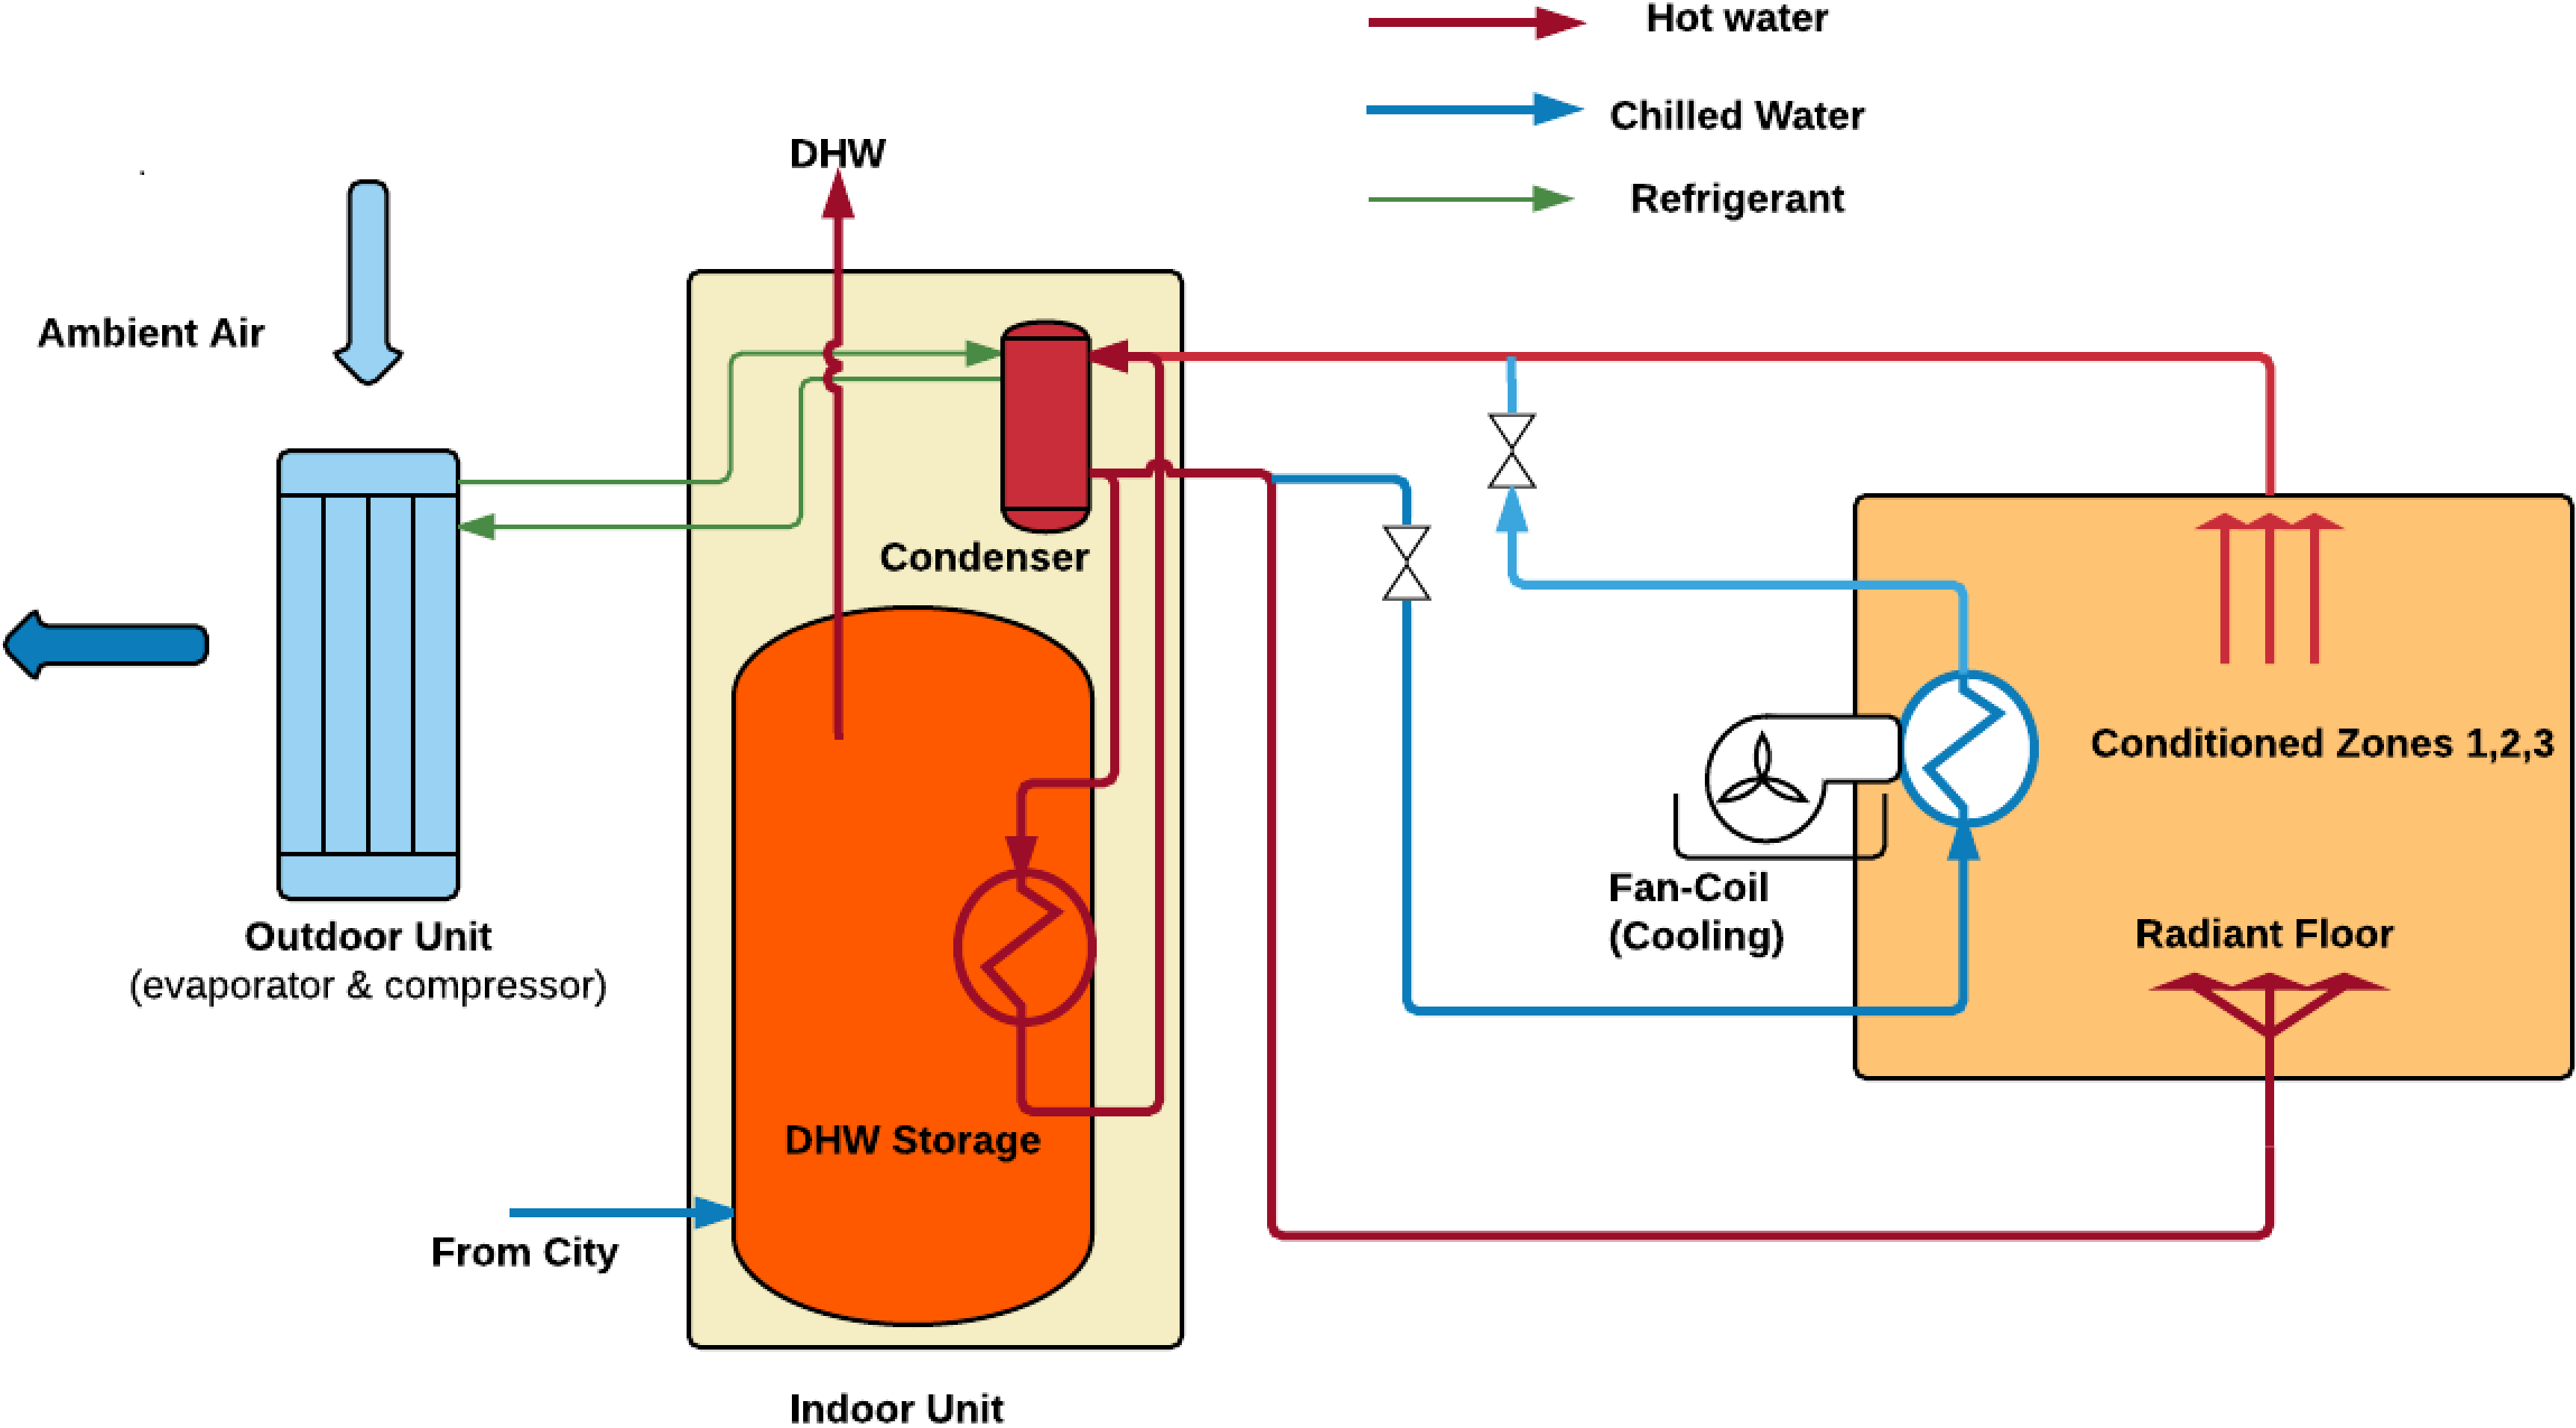 Hot water
Chilled Water
Refrigerant
DHW
Ambient Air
Condenser
Outdoor Unit
(evaporator & compressor)
DHW Storage
From City
Indoor Unit
Fan-Coil
(Cooling)
Conditioned Zones 1,2,3
Radiant Floor